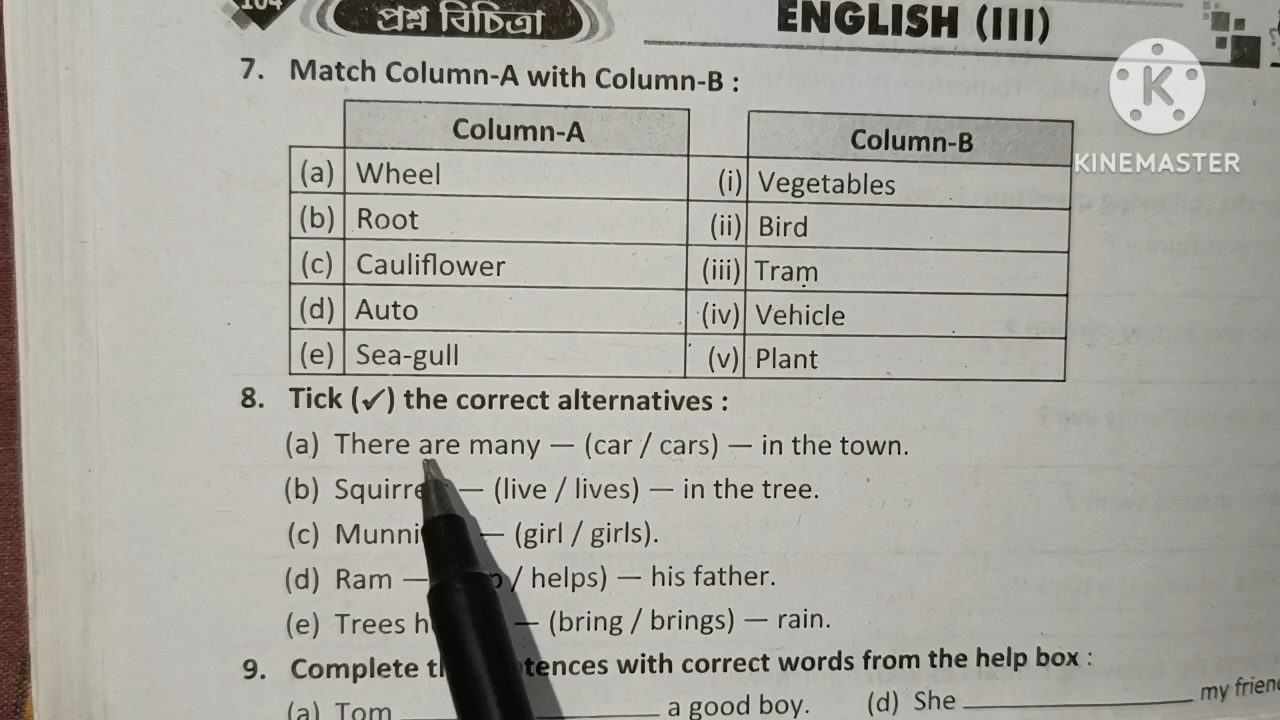 104 প্রশ্ন বিচিত্রা ENGLISH (III)
7. Match Column-A with Column-B :
KINEMASTER
Column-A Column-B
(a) Wheel (i) Vegetables
(b) Root (ii) Bird
(c) Cauliflower (iii) Tram
(d) Auto (iv) Vehicle
(e) Sea-gull (v) Plant
8. Tick (✓) the correct alternatives :
(a) There are many — (car / cars) — in the town.
(b) — (live / lives) — in the tree.
(c) Munni — (girl / girls).
(d) Ram — / helps) — his father.
(e) Trees — (bring / brings) — rain.
9. Complete with correct words from the help box :
(a) Tom ________ a good boy. (d) She ________ my